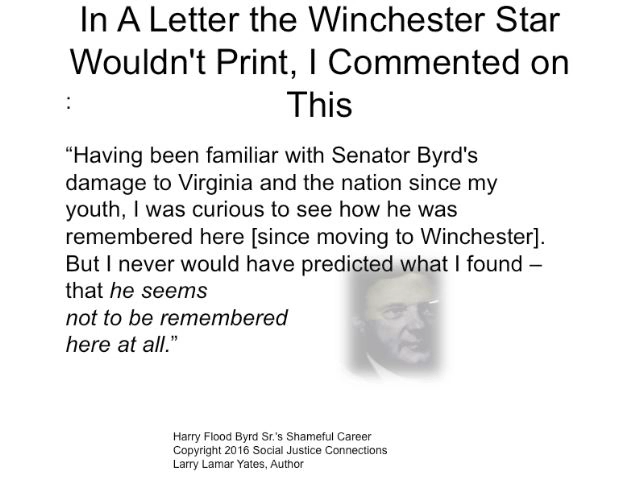 In A Letter the Winchester Star
Wouldn't Print, I Commented on
This
:
“Having been familiar with Senator Byrd's
damage to Virginia and the nation since my
youth, I was curious to see how he was
remembered here [since moving to Winchester].
But I never would have predicted what I found –
that he seems
not to be remembered
here at all.”
Harry Flood Byrd Sr.’s Shameful Career
Copyright 2016 Social Justice Connections
Larry Lamar Yates, Author